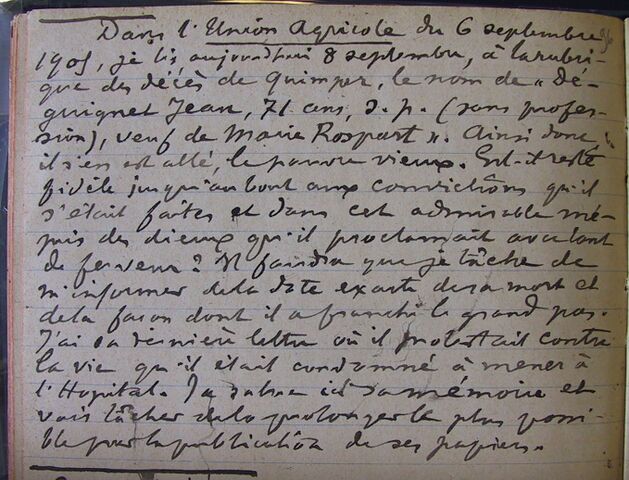 Dans l'Union Agricole du 6 septembre
1905, je lis aujourd'hui 8 septembre, à la rubri-
que des décès de Quimper, le nom de « Dé-
guignet Jean, 71 ans, s. p. (sans profes-
sion), veuf de Marie Rospart ». Ainsi donc
il s'en est allé, le pauvre vieux. Est-il resté
fidèle jusqu'au bout aux convictions qu'il
s'était faites et dans cet admirable mé-
pris des dieux qu'il proclamait avec tant
de ferveur ? Il faudra que je tâche de
m'informer de la date exacte de sa mort et
de la façon dont il a franchi le grand pas.
J'ai sa dernière lettre où il protestait contre
la vie qu'il était condamné à mener à
l'Hopital. Je salue ici sa mémoire et
vais tâcher de la prolonger le plus possi-
ble par la publication de ses papiers.